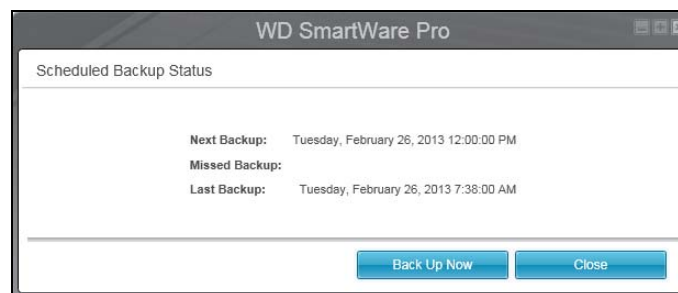 WD SmartWare Pro
Scheduled Backup Status
Next Backup: Tuesday, February 26, 2013 12:00:00 PM
Missed Backup:
Last Backup: Tuesday, February 26, 2013 7:38:00 AM
Back Up Now Close